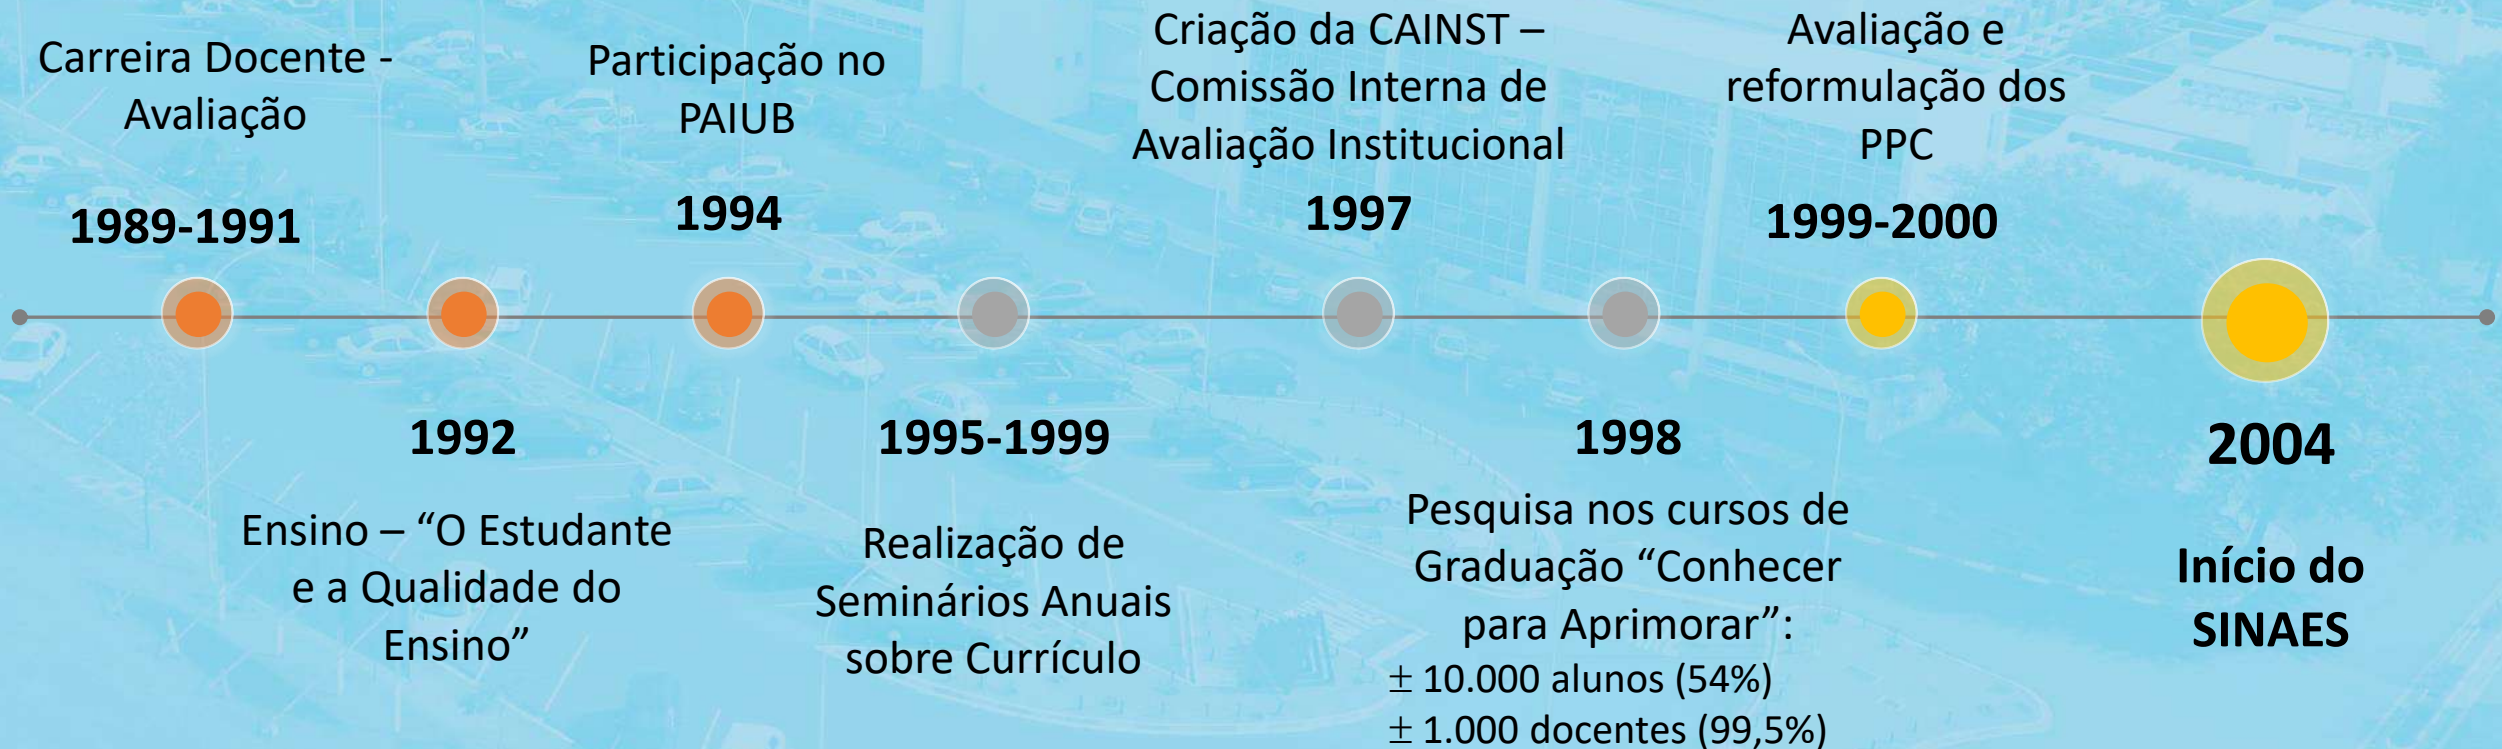 Carreira Docente -
Avaliação
1989-1991
1992
Ensino – “O Estudante
e a Qualidade do
Ensino”
Participação no
PAIUB
1994
1995-1999
Realização de
Seminários Anuais
sobre Currículo
Criação da CAINST –
Comissão Interna de
Avaliação Institucional
1997
1998
Pesquisa nos cursos de
Graduação “Conhecer
para Aprimorar”:
± 10.000 alunos (54%)
± 1.000 docentes (99,5%)
Avaliação e
reformulação dos
PPC
1999-2000
2004
Início do
SINAES